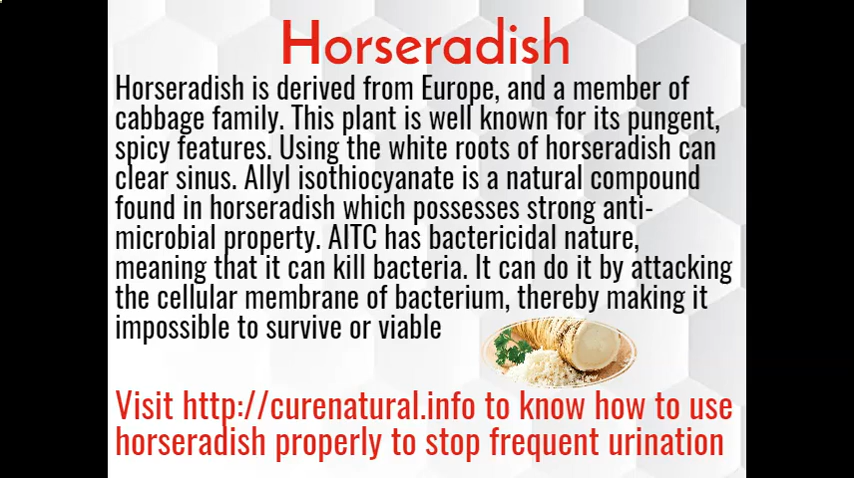 Horseradish
Horseradish is derived from Europe, and a member of
cabbage family. This plant is well known for its pungent,
spicy features. Using the white roots of horseradish can
clear sinus. Allyl isothiocyanate is a natural compound
found in horseradish which possesses strong anti-
microbial property. AITC has bactericidal nature,
meaning that it can kill bacteria. It can do it by attacking
the cellular membrane of bacterium, thereby making it
impossible to survive or viable
Visit http://curenatural.info to know how to use
horseradish properly to stop frequent urination